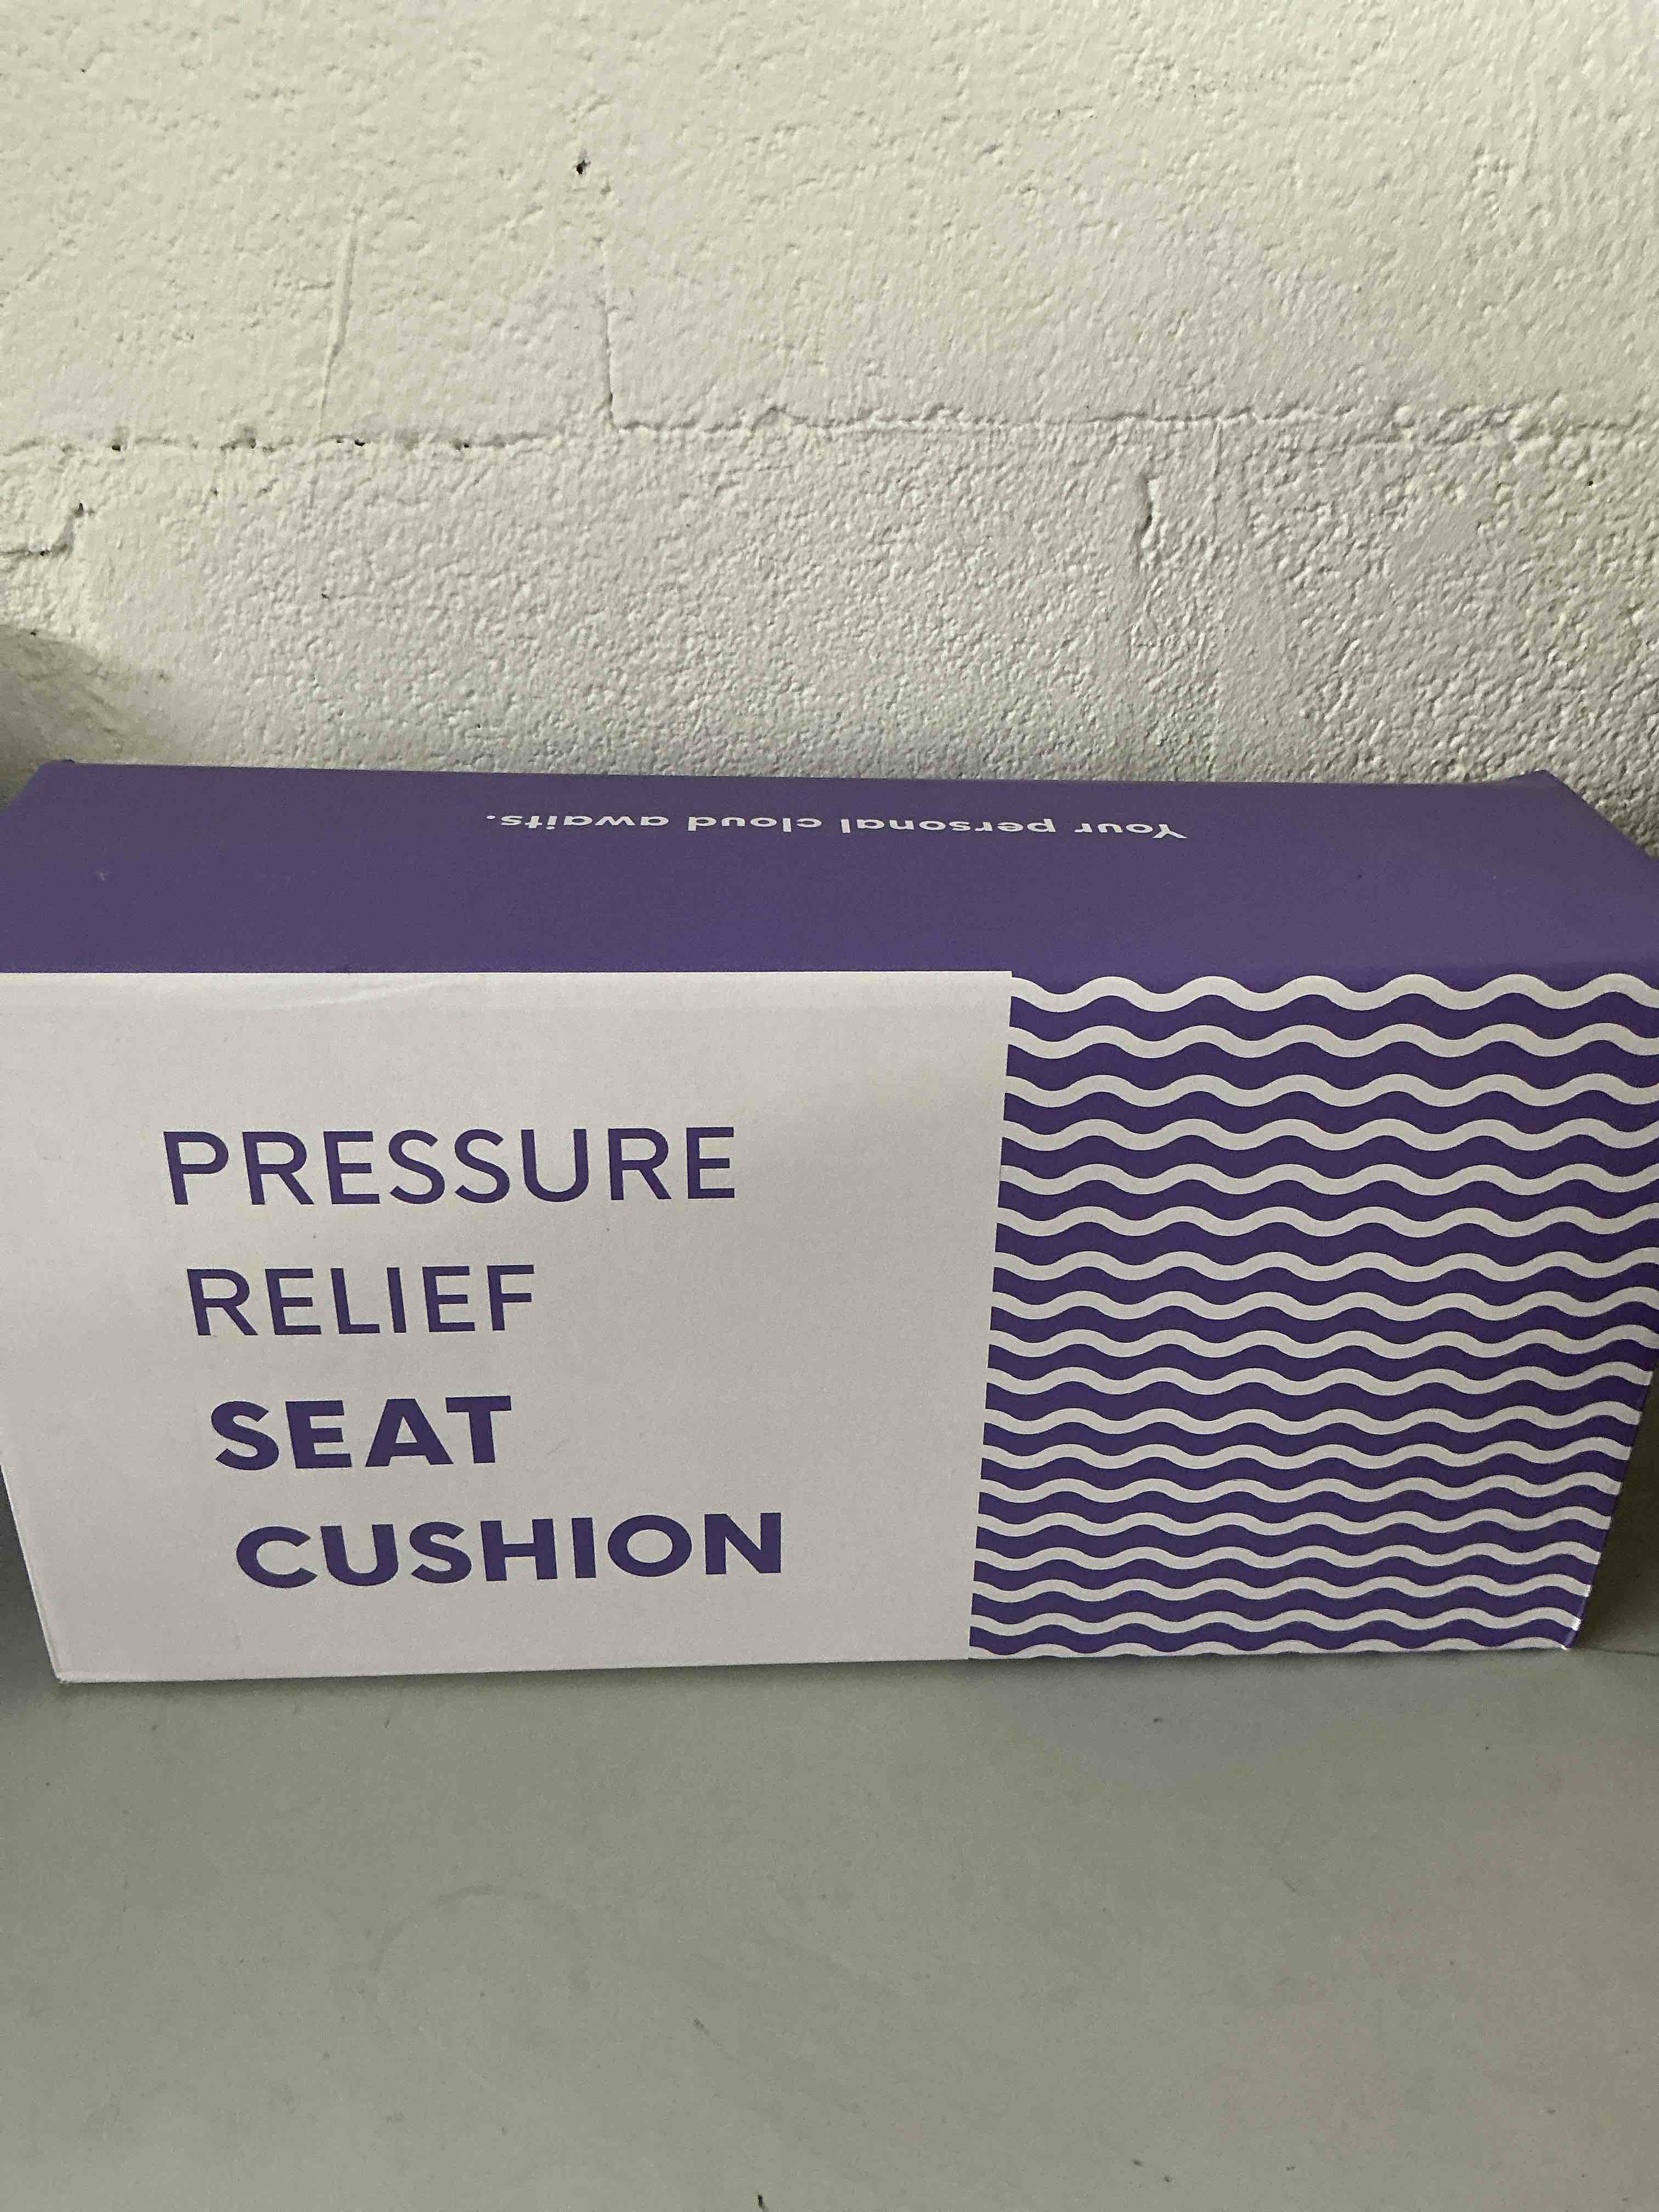 Your personal cloud awaits.
PRESSURE
RELIEF
SEAT
CUSHION